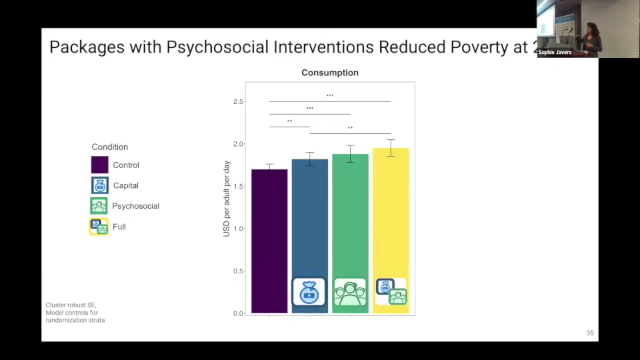 Packages with Psychosocial Interventions Reduced Poverty at
Sophie Javers
Consumption
2.5
2.0
1.5
1.0
0.5
0.0
USD per adult per day
***
***
**
**
Condition
Control
Capital
Psychosocial
Full
Cluster robust SE,
Model controls for
randomization strata
35